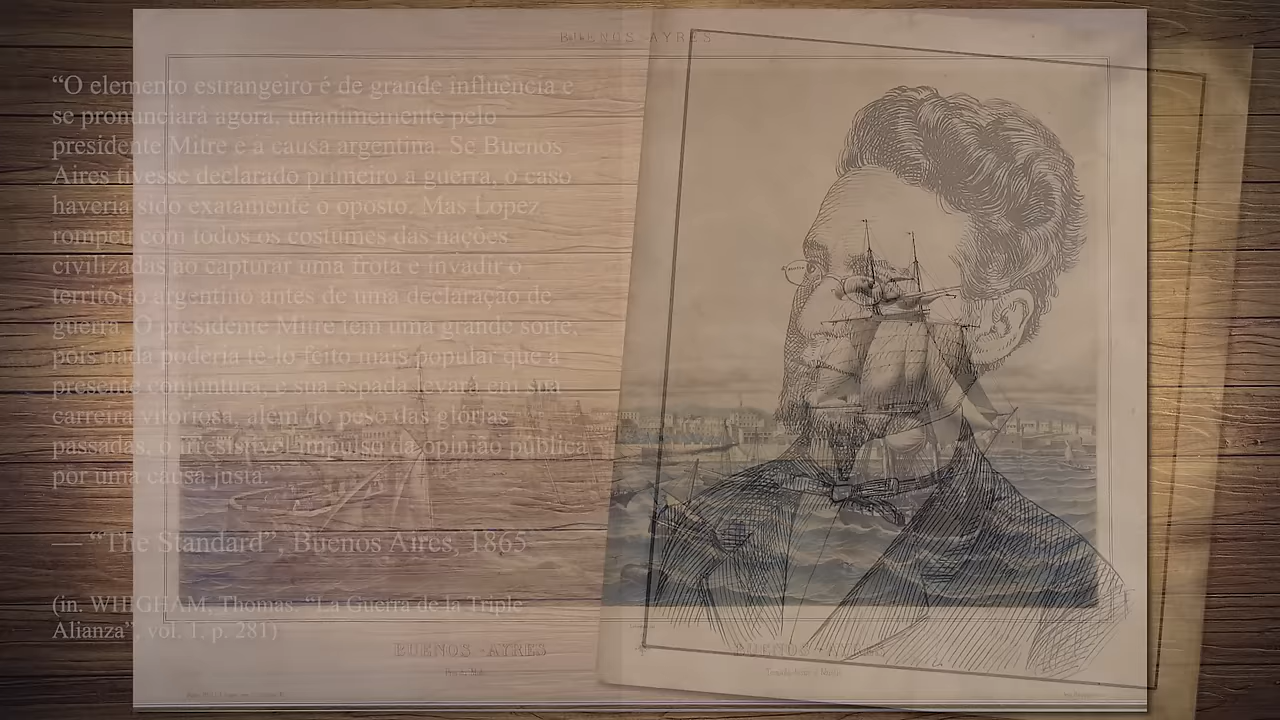 BUENOS-AYRES
“O elemento estrangeiro é de grande influência e
se pronunciará agora, unanimemente pelo
presidente Mitre e a causa argentina. Se Buenos
Aires tivesse declarado primeiro a guerra, o caso
haveria sido exatamente o oposto. Mas Lopez
rompeu com todos os costumes das nações
civilizadas ao capturar uma frota e invadir o
território argentino antes de uma declaração de
guerra. O presidente Mitre tem uma grande sorte,
pois nada poderia tê-lo feito mais popular que a
presente conjuntura, e sua espada levará em sua
carreira vitoriosa, além do peso das glórias
passadas, o irresistível impulso da opinião pública
por uma causa justa.”
— “The Standard”, Buenos Aires, 1865
(in. WHIGHAM, Thomas. “La Guerra de la Triple
Alianza”, vol. 1, p. 281)
BUENOS-AYRES
BUENOS-AYRES